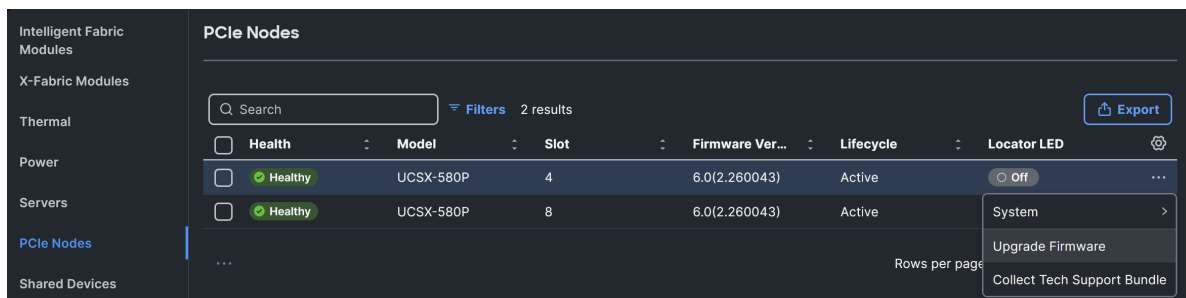 Intelligent Fabric
Modules
X-Fabric Modules
Thermal
Power
Servers
PCIe Nodes
Shared Devices
PCIe Nodes
Search
Filters
2 results
Export
Health Model Slot Firmware Ver... Lifecycle Locator LED
Healthy UCSX-580P 4 6.0(2.260043) Active Off ...
Healthy UCSX-580P 8 6.0(2.260043) Active
...
Rows per page
System
Upgrade Firmware
Collect Tech Support Bundle